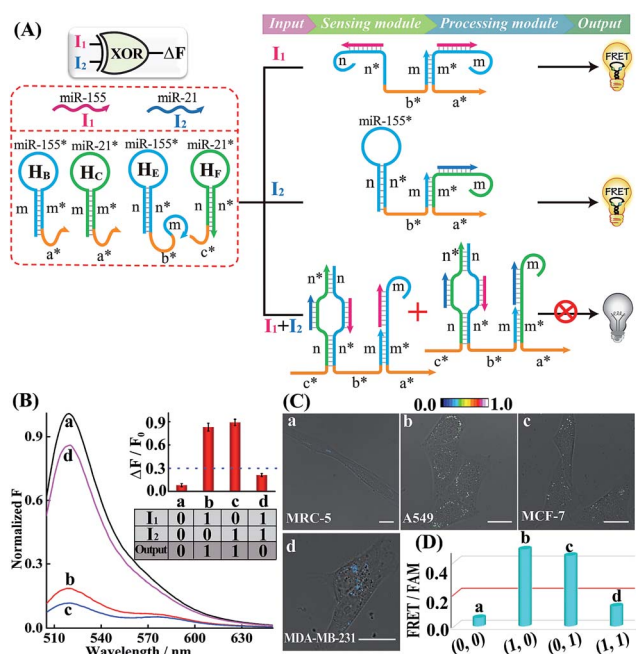 (A)
XOR
I₁
I₂
ΔF
miR-155
miR-21
I₁
I₂
miR-155* miR-21* miR-155* miR-21*
H_B H_C H_E H_F
m m* m m* n n* n n*
m
a* a* b* c*
Input Sensing module Processing module Output
I₁
n n* m m* m
b* a*
FRET
miR-155*
I₂
n n* m m* m
b* a*
FRET
I₁+I₂
n* n m + n* n m
n n* m m* n n* m m*
c* b* a* c* b* a*
(B)
Normalized F
0.9
0.6
0.3
0.0
a
d
b
c
510 540 570 600 630
Wavelength / nm
ΔF / F₀
0.9
0.6
0.3
0.0
a b c d
I₁ 0 1 0 1
I₂ 0 0 1 1
Output 0 1 1 0
(C)
0.0 1.0
a
MRC-5
b
A549
c
MCF-7
d
MDA-MB-231
(D)
FRET / FAM
0.4
0.2
0.0
a
b
c
d
(0, 0) (1, 0) (0, 1) (1, 1)